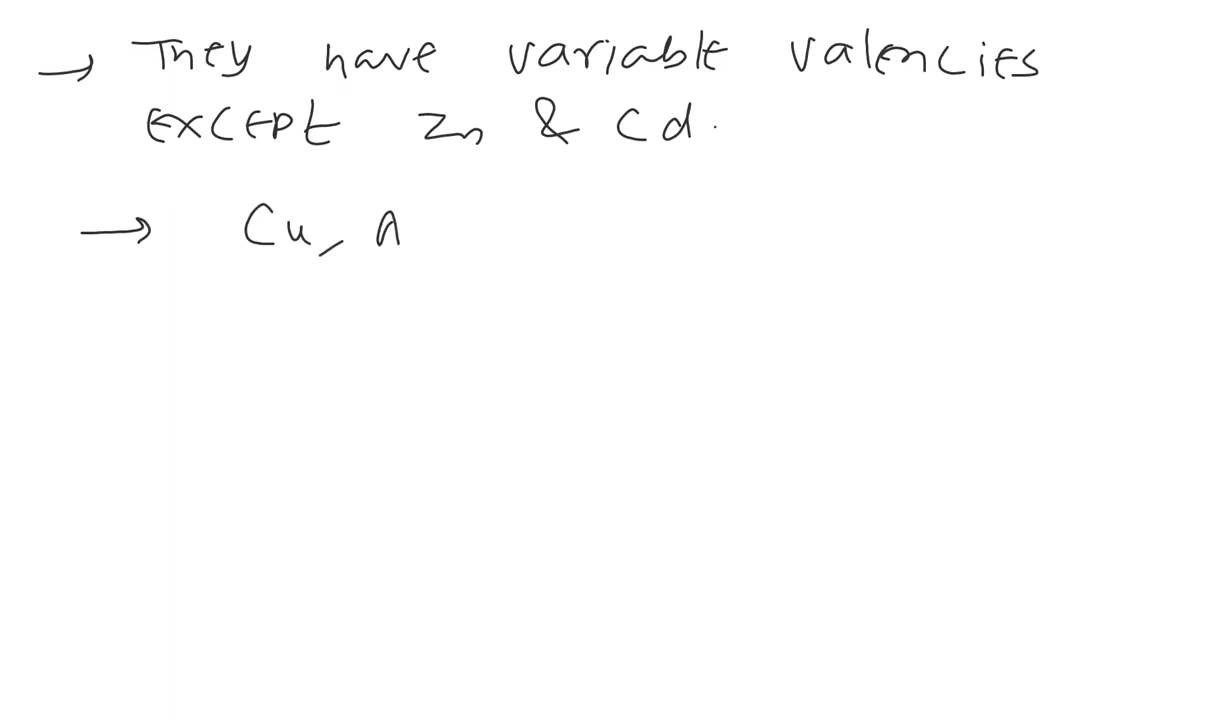 → They have variable valencies
except Zn & Cd.
→ Cu, A